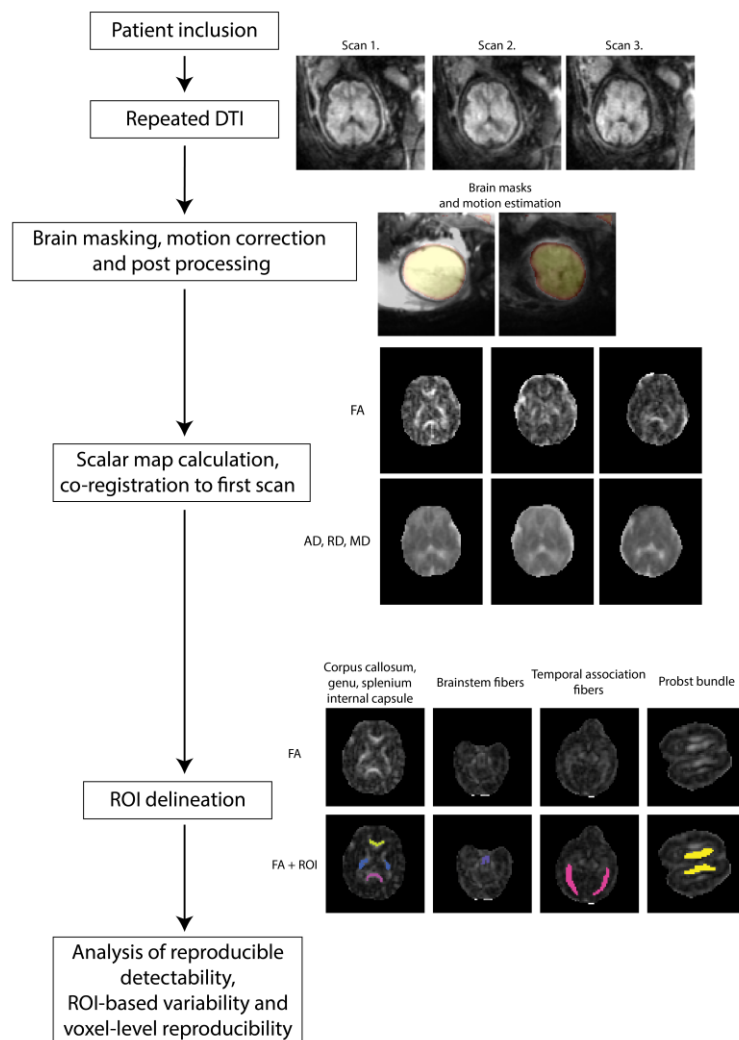 Patient inclusion
Scan 1.
Scan 2.
Scan 3.
Repeated DTI
Brain masks
and motion estimation
Brain masking, motion correction
and post processing
FA
Scalar map calculation,
co-registration to first scan
AD, RD, MD
Corpus callosum,
genu, splenium
internal capsule
Brainstem fibers
Temporal association
fibers
Probst bundle
FA
ROI delineation
FA + ROI
Analysis of reproducible
detectability,
ROI-based variability and
voxel-level reproducibility